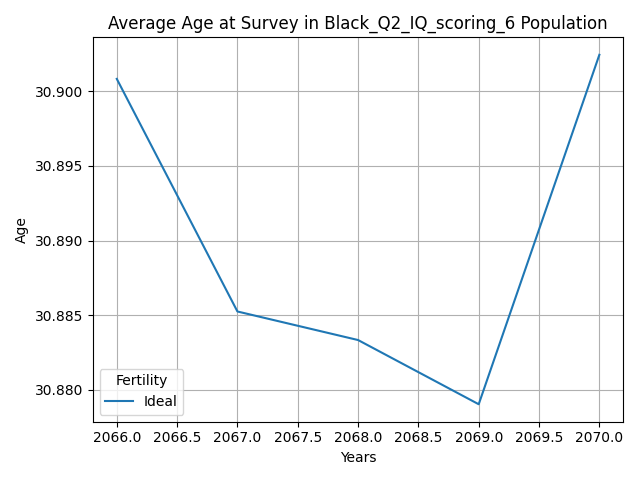 Average Age at Survey in Black_Q2_IQ_scoring_6 Population
30.900
30.895
30.890
30.885
30.880
Age
Fertility
Ideal
2066.0 2066.5 2067.0 2067.5 2068.0 2068.5 2069.0 2069.5 2070.0
Years